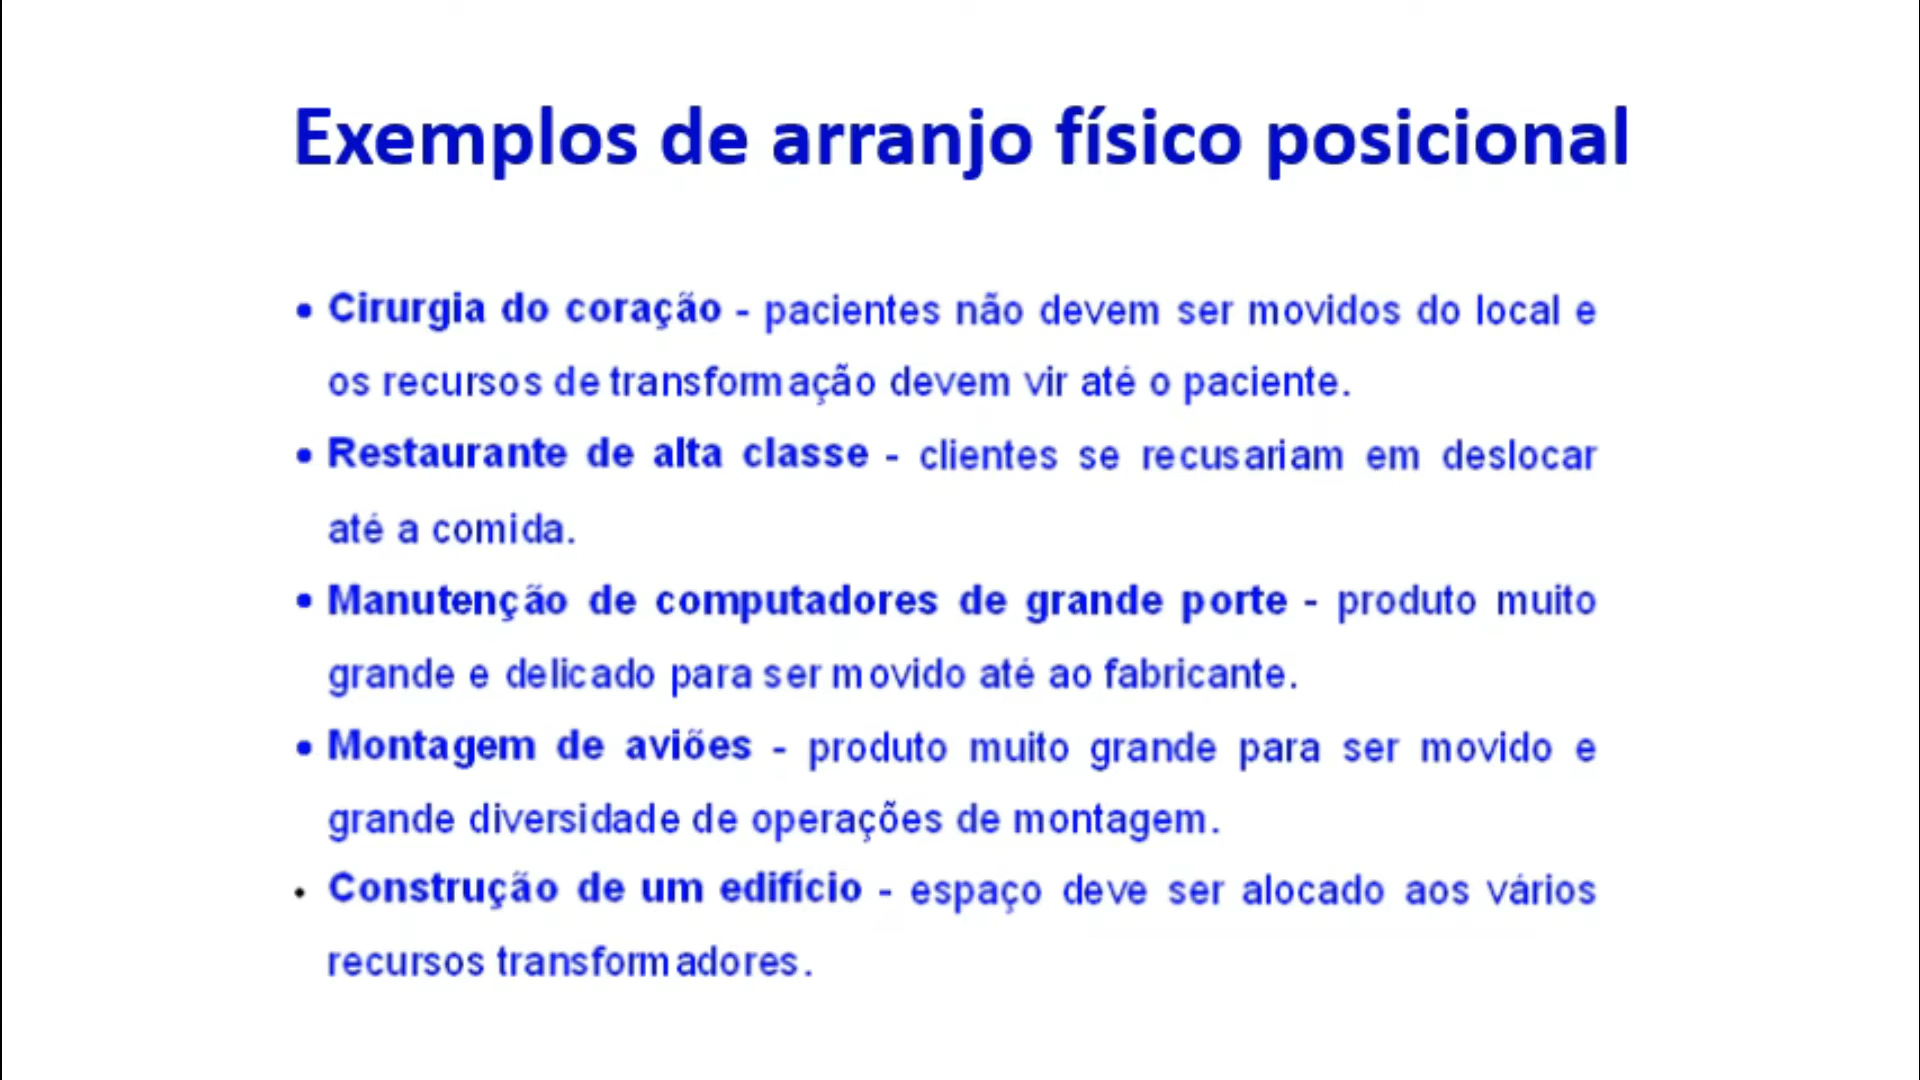 Exemplos de arranjo físico posicional
• Cirurgia do coração - pacientes não devem ser movidos do local e
os recursos de transformação devem vir até o paciente.
• Restaurante de alta classe - clientes se recusariam em deslocar
até a comida.
• Manutenção de computadores de grande porte - produto muito
grande e delicado para ser movido até ao fabricante.
• Montagem de aviões - produto muito grande para ser movido e
grande diversidade de operações de montagem.
• Construção de um edifício - espaço deve ser alocado aos vários
recursos transformadores.